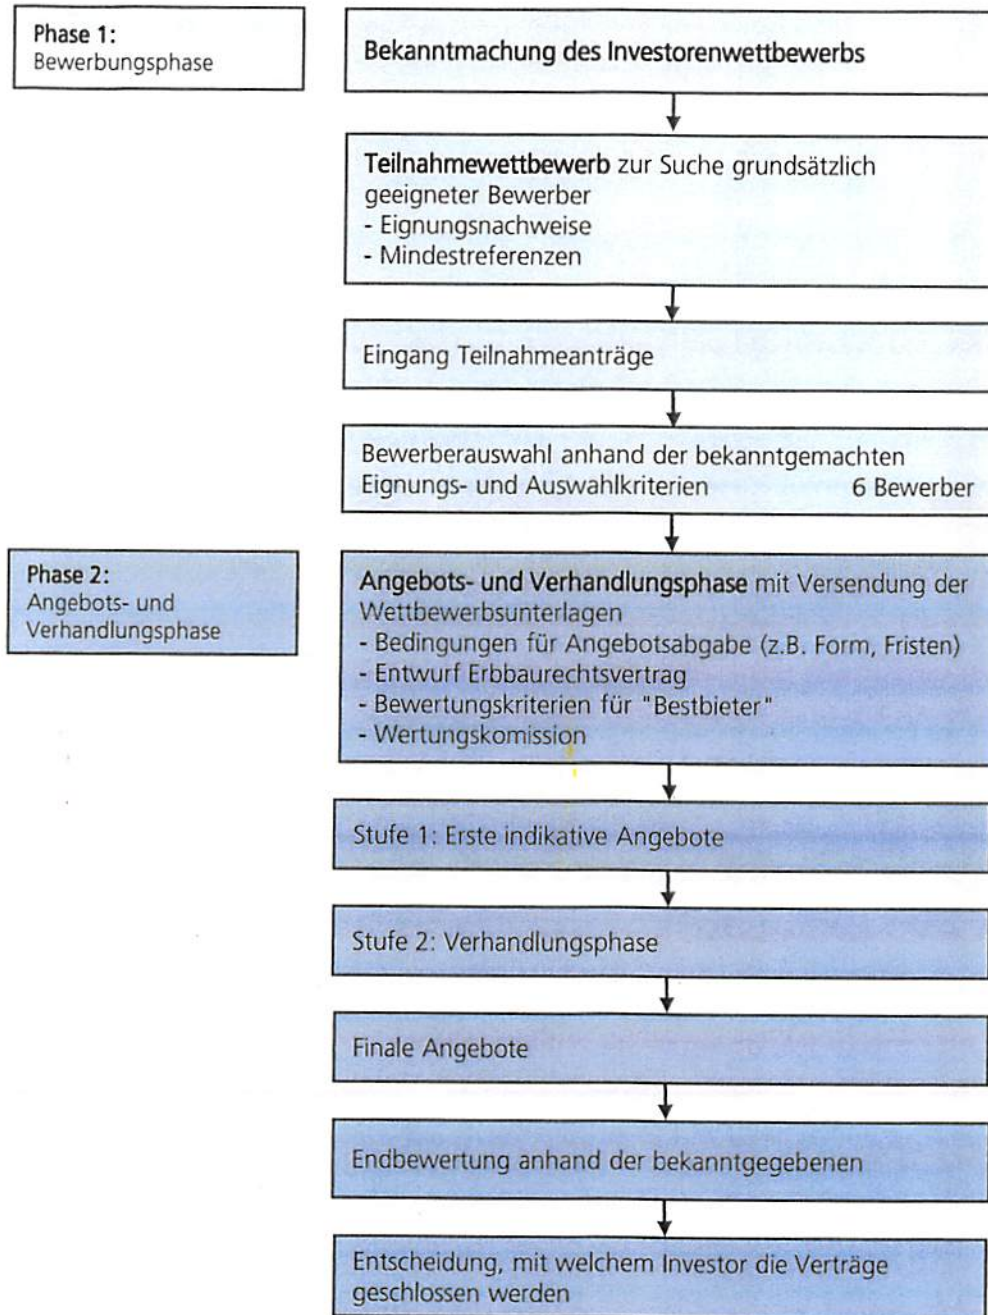 Phase 1:
Bewerbungsphase
Bekanntmachung des Investorenwettbewerbs
Teilnahmewettbewerb zur Suche grundsätzlich
geeigneter Bewerber
- Eignungsnachweise
- Mindestreferenzen
Eingang Teilnahmeanträge
Bewerberauswahl anhand der bekanntgemachten
Eignungs- und Auswahlkriterien 6 Bewerber
Phase 2:
Angebots- und
Verhandlungsphase
Angebots- und Verhandlungsphase mit Versendung der
Wettbewerbsunterlagen
- Bedingungen für Angebotsabgabe (z.B. Form, Fristen)
- Entwurf Erbbaurechtsvertrag
- Bewertungskriterien für "Bestbieter"
- Wertungskomission
Stufe 1: Erste indikative Angebote
Stufe 2: Verhandlungsphase
Finale Angebote
Endbewertung anhand der bekanntgegebenen
Entscheidung, mit welchem Investor die Verträge
geschlossen werden